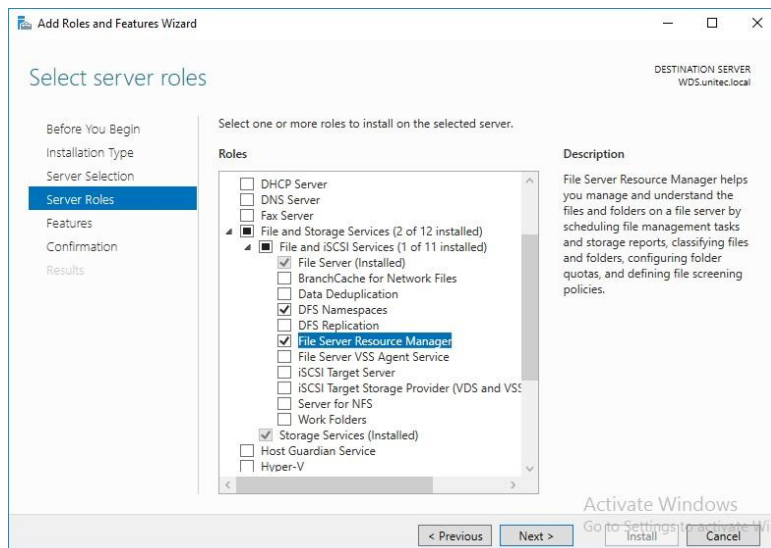 Add Roles and Features Wizard
Select server roles
DESTINATION SERVER
WDS.unitec.local
Before You Begin
Installation Type
Server Selection
Server Roles
Features
Confirmation
Results
Select one or more roles to install on the selected server.
Roles
DHCP Server
DNS Server
Fax Server
File and Storage Services (2 of 12 installed)
File and iSCSI Services (1 of 11 installed)
File Server (Installed)
BranchCache for Network Files
Data Deduplication
DFS Namespaces
DFS Replication
File Server Resource Manager
File Server VSS Agent Service
iSCSI Target Server
iSCSI Target Storage Provider (VDS and VSS
Server for NFS
Work Folders
Storage Services (Installed)
Host Guardian Service
Hyper-V
Description
File Server Resource Manager helps
you manage and understand the
files and folders on a file server by
scheduling file management tasks
and storage reports, classifying files
and folders, configuring folder
quotas, and defining file screening
policies.
Activate Windows
Go to Settings to activate Wi
< Previous
Next >
Install
Cancel